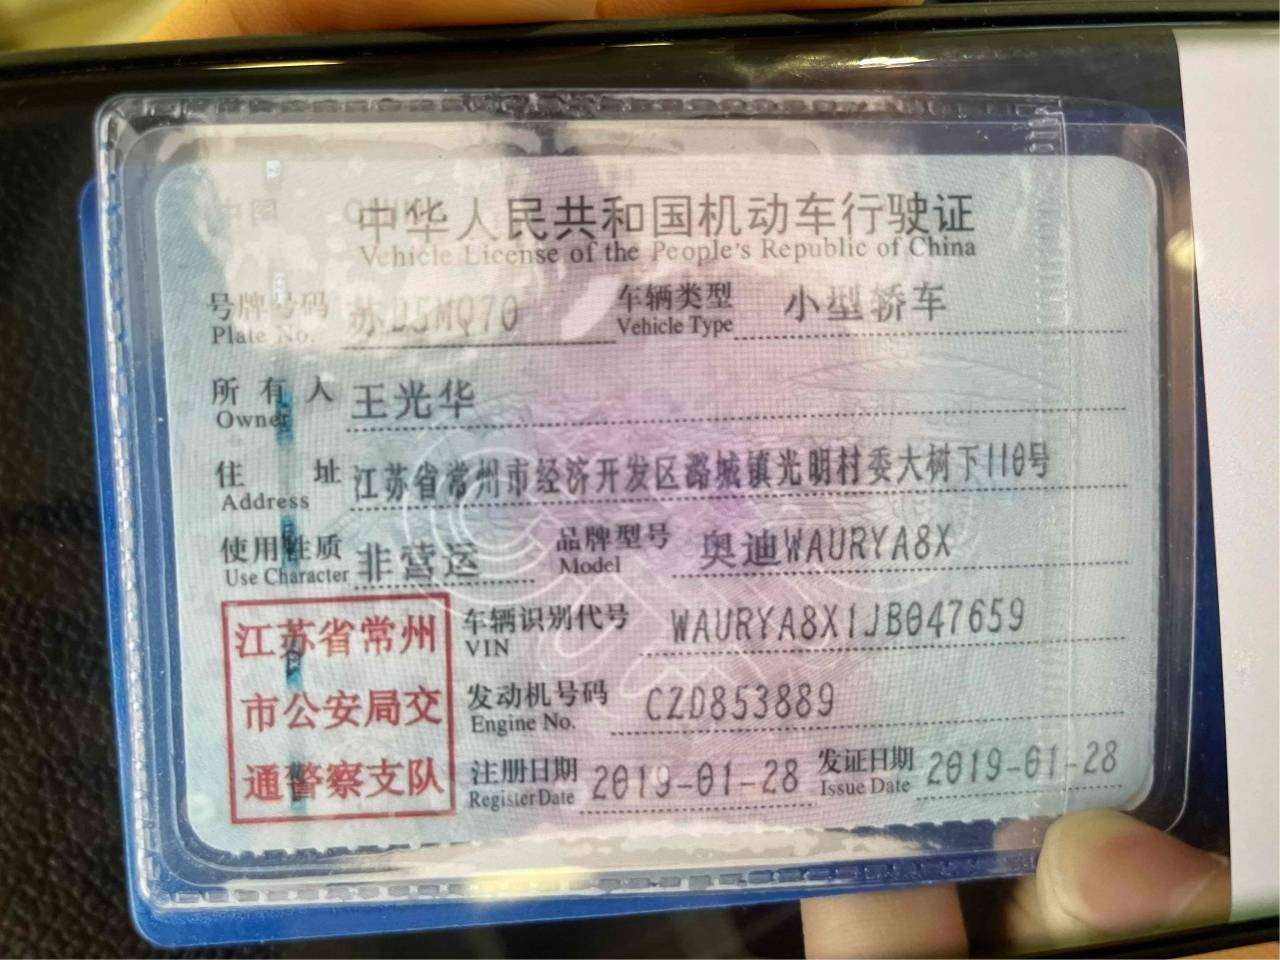 中华人民共和国机动车行驶证
Vehicle License of the People's Republic of China
号牌号码 苏D5MQ70 车辆类型 小型轿车
Plate No. Vehicle Type
所有人 王光华
Owner
住址 江苏省常州市经济开发区潞城镇光明村委大树下110号
Address
使用性质 非营运 品牌型号 奥迪WAURYA8X
Use Character Model
江苏省常州
市公安局交
通警察支队
车辆识别代号 WAURYA8X1JB047659
VIN
发动机号码 CZD853889
Engine No.
注册日期 2019-01-28 发证日期 2019-01-28
Register Date Issue Date